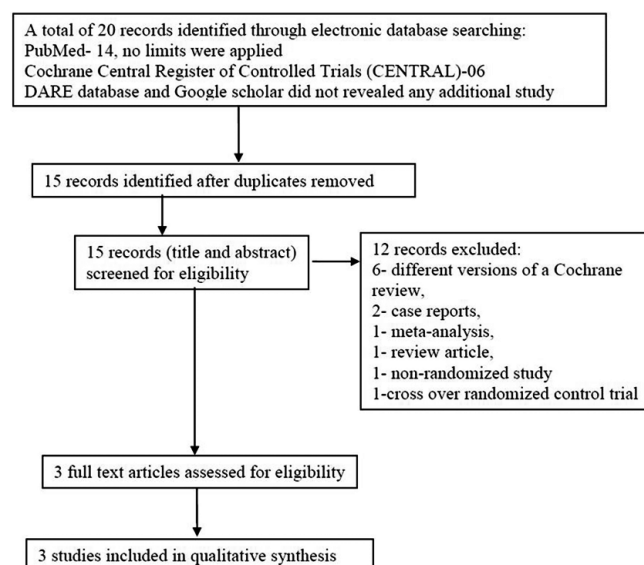 A total of 20 records identified through electronic database searching:
PubMed- 14, no limits were applied
Cochrane Central Register of Controlled Trials (CENTRAL)-06
DARE database and Google scholar did not revealed any additional study
15 records identified after duplicates removed
15 records (title and abstract)
screened for eligibility
12 records excluded:
6- different versions of a Cochrane
review,
2- case reports,
1- meta-analysis,
1- review article,
1- non-randomized study
1-cross over randomized control trial
3 full text articles assessed for eligibility
3 studies included in qualitative synthesis